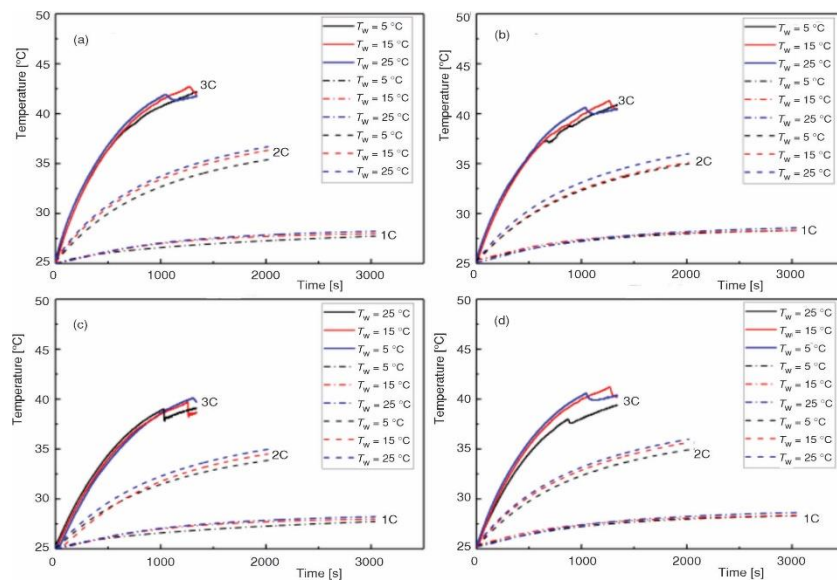 Temperature [°C]
50
45
40
35
30
25
(a)
3C
2C
1C
T_w = 5 °C
T_w = 15 °C
T_w = 25 °C
T_w = 5 °C
T_w = 15 °C
T_w = 25 °C
T_w = 5 °C
T_w = 15 °C
T_w = 25 °C
0
1000
2000
3000
Time [s]
Temperature [°C]
50
45
40
35
30
25
(b)
3C
2C
1C
T_w = 5 °C
T_w = 15 °C
T_w = 25 °C
T_w = 5 °C
T_w = 15 °C
T_w = 25 °C
T_w = 5 °C
T_w = 15 °C
T_w = 25 °C
0
1000
2000
3000
Time [s]
Temperature [°C]
50
45
40
35
30
25
(c)
3C
2C
1C
T_w = 25 °C
T_w = 15 °C
T_w = 5 °C
T_w = 5 °C
T_w = 15 °C
T_w = 25 °C
T_w = 5 °C
T_w = 15 °C
T_w = 25 °C
0
1000
2000
3000
Time [s]
Temperature [°C]
50
45
40
35
30
25
(d)
3C
2C
1C
T_w = 25 °C
T_w = 15 °C
T_w = 5 °C
T_w = 5 °C
T_w = 15 °C
T_w = 25 °C
T_w = 5 °C
T_w = 15 °C
T_w = 25 °C
0
1000
2000
3000
Time [s]